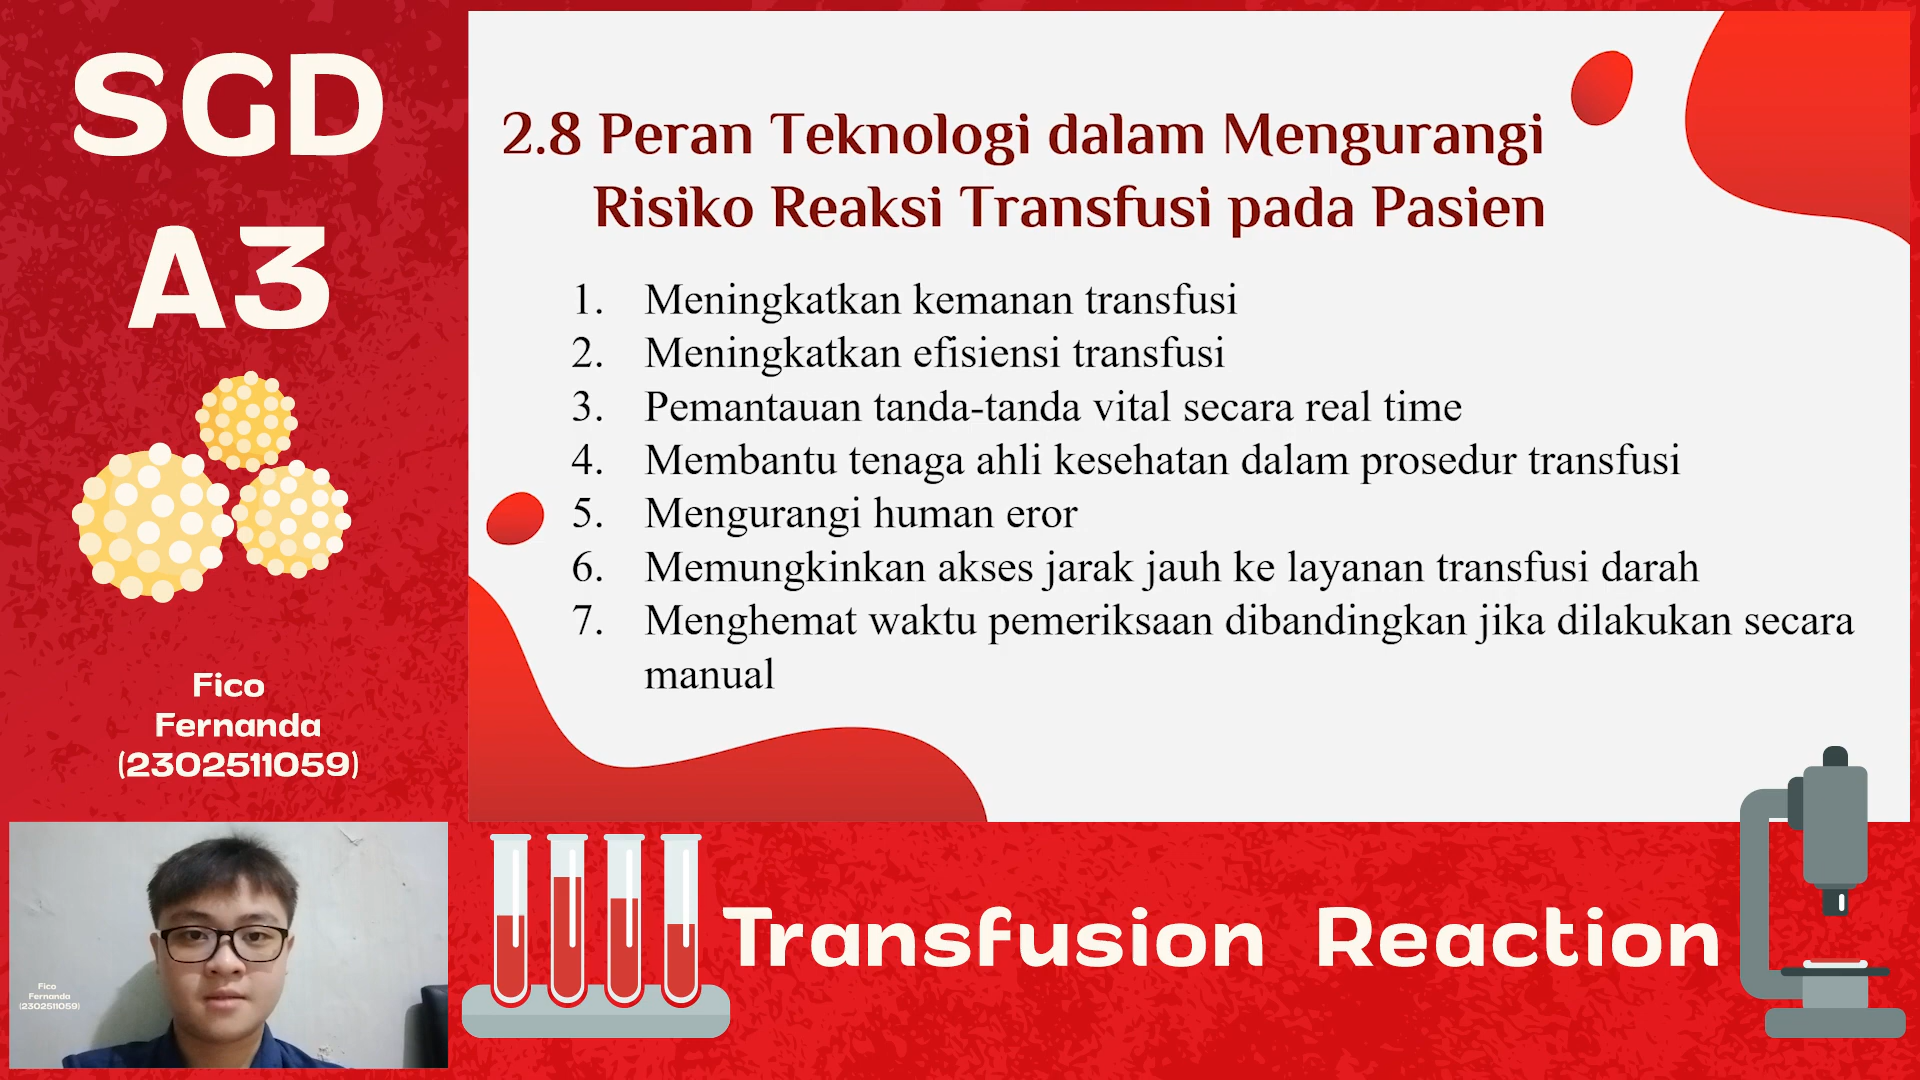 SGD
A3
Fico
Fernanda
(2302511059)
2.8 Peran Teknologi dalam Mengurangi
Risiko Reaksi Transfusi pada Pasien
1. Meningkatkan kemanan transfusi
2. Meningkatkan efisiensi transfusi
3. Pemantauan tanda-tanda vital secara real time
4. Membantu tenaga ahli kesehatan dalam prosedur transfusi
5. Mengurangi human eror
6. Memungkinkan akses jarak jauh ke layanan transfusi darah
7. Menghemat waktu pemeriksaan dibandingkan jika dilakukan secara
manual
Fico
Fernanda
(2302511059)
Transfusion Reaction